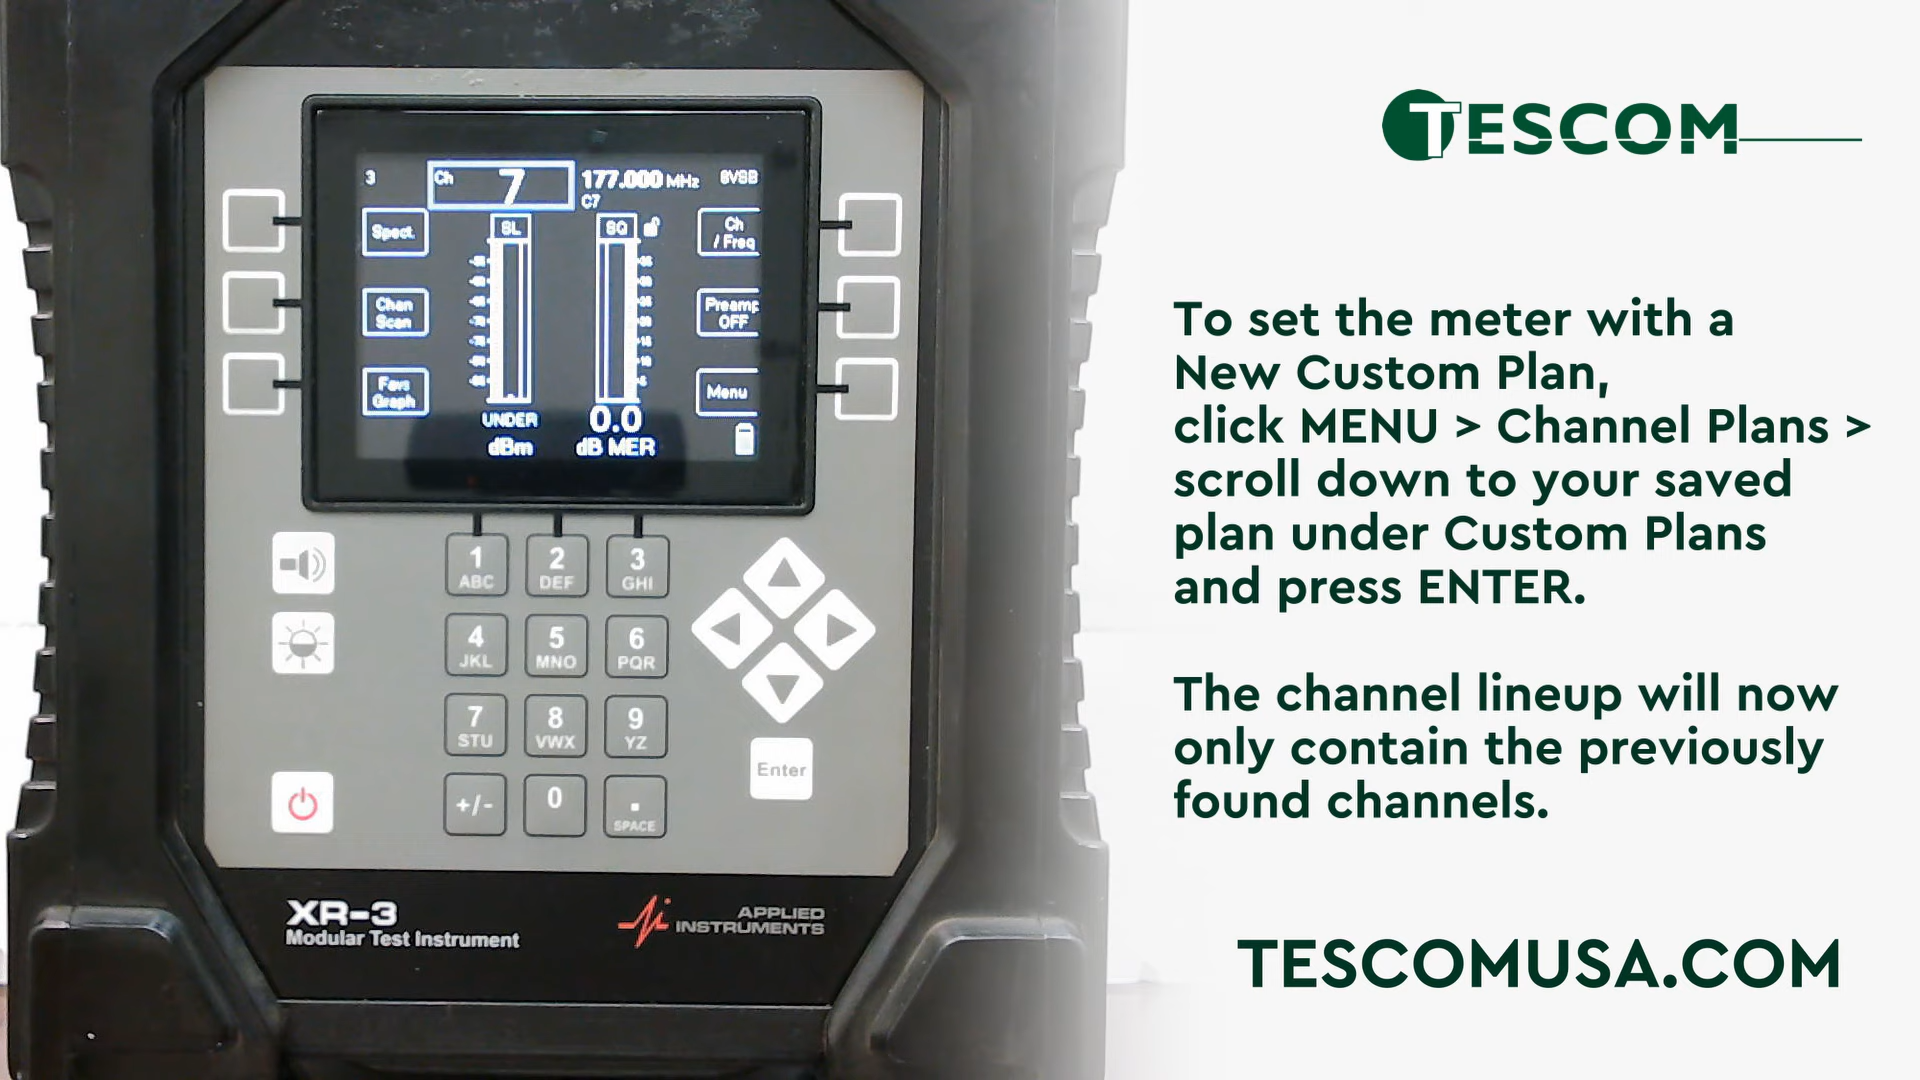 TESCOM
3
Ch
7
177.000 MHz
8VSB
C7
Spect.
SL
SQ
Ch
/ Freq
Chan
Scan
Preamp
OFF
Favs
Graph
Menu
UNDER
dBm
0.0
dB MER
1
ABC
2
DEF
3
GHI
4
JKL
5
MNO
6
PQR
7
STU
8
VWX
9
YZ
+/-
0
.
SPACE
Enter
XR-3
Modular Test Instrument
APPLIED
INSTRUMENTS
To set the meter with a
New Custom Plan,
click MENU > Channel Plans >
scroll down to your saved
plan under Custom Plans
and press ENTER.
The channel lineup will now
only contain the previously
found channels.
TESCOMUSA.COM